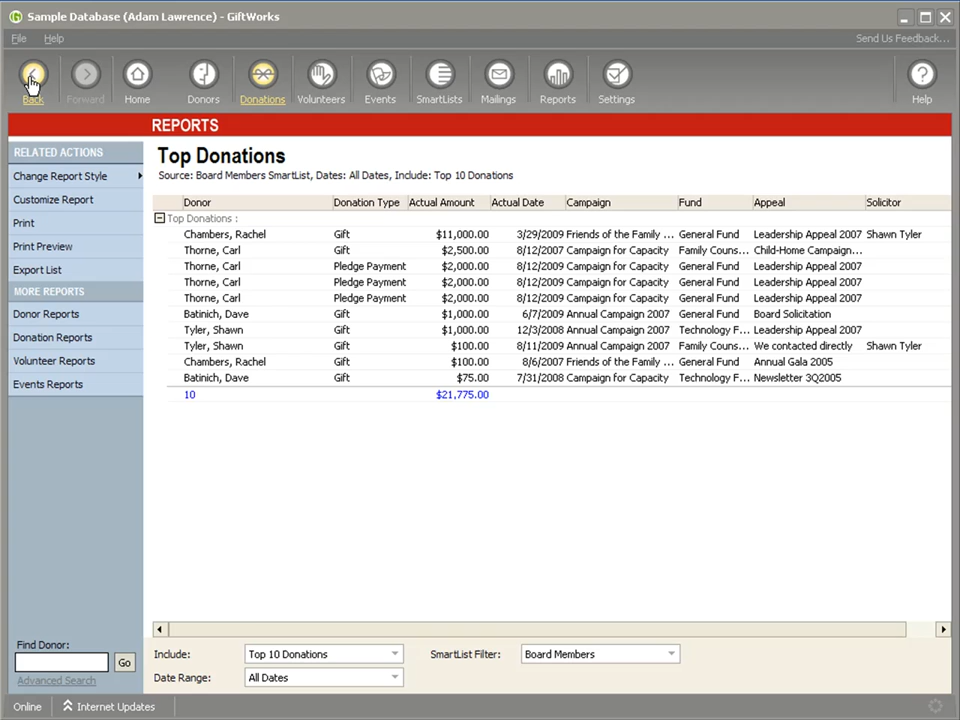 Sample Database (Adam Lawrence) - GiftWorks
File Help Send Us Feedback...
Back Forward Home Donors Donations Volunteers Events SmartLists Mailings Reports Settings Help
REPORTS
RELATED ACTIONS
Change Report Style
Customize Report
Print
Print Preview
Export List
MORE REPORTS
Donor Reports
Donation Reports
Volunteer Reports
Events Reports
Top Donations
Source: Board Members SmartList, Dates: All Dates, Include: Top 10 Donations
Donor Donation Type Actual Amount Actual Date Campaign Fund Appeal Solicitor
Top Donations :
Chambers, Rachel Gift $11,000.00 3/29/2009 Friends of the Family ... General Fund Leadership Appeal 2007 Shawn Tyler
Thorne, Carl Gift $2,500.00 8/12/2007 Campaign for Capacity Family Couns... Child-Home Campaign...
Thorne, Carl Pledge Payment $2,000.00 8/12/2009 Campaign for Capacity General Fund Leadership Appeal 2007
Thorne, Carl Pledge Payment $2,000.00 8/12/2009 Campaign for Capacity General Fund Leadership Appeal 2007
Thorne, Carl Pledge Payment $2,000.00 8/12/2009 Campaign for Capacity General Fund Leadership Appeal 2007
Batinich, Dave Gift $1,000.00 6/7/2009 Annual Campaign 2007 General Fund Board Solicitation
Tyler, Shawn Gift $1,000.00 12/3/2008 Annual Campaign 2007 Technology F... Leadership Appeal 2007
Tyler, Shawn Gift $100.00 8/11/2009 Annual Campaign 2007 Family Couns... We contacted directly Shawn Tyler
Chambers, Rachel Gift $100.00 8/6/2007 Friends of the Family ... General Fund Annual Gala 2005
Batinich, Dave Gift $75.00 7/31/2008 Campaign for Capacity Technology F... Newsletter 3Q2005
10 $21,775.00
Find Donor:
Go
Advanced Search
Include: Top 10 Donations SmartList Filter: Board Members
Date Range: All Dates
Online Internet Updates